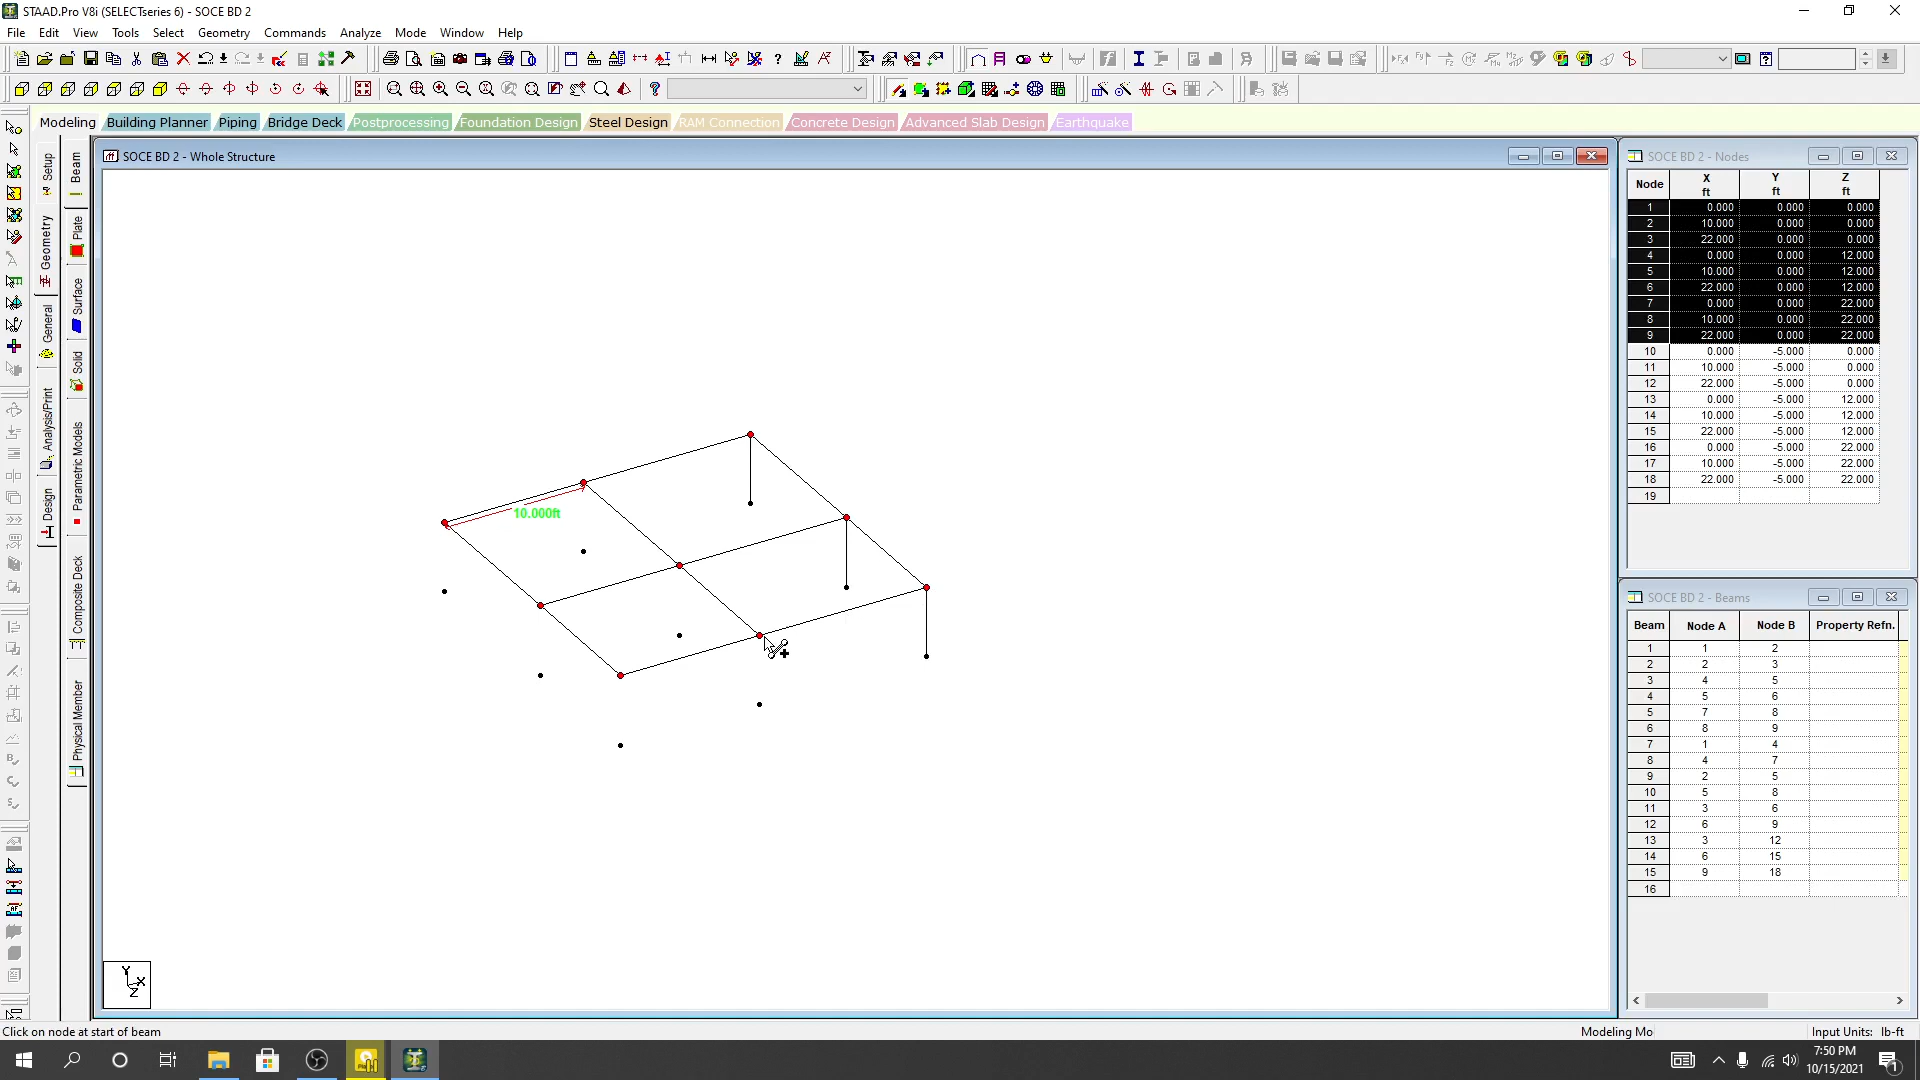 STAAD.Pro V8i (SELECTseries 6) - SOCE BD 2
File Edit View Tools Select Geometry Commands Analyze Mode Window Help
Modeling Building Planner Piping Bridge Deck Postprocessing Foundation Design Steel Design RAM Connection Concrete Design Advanced Slab Design Earthquake
Setup
Geometry
General
Analysis/Print
Design
Beam
Plate
Surface
Solid
Parametric Models
Composite Deck
Physical Member
SOCE BD 2 - Whole Structure
10.000ft
Y
X
Z
SOCE BD 2 - Nodes
Node X ft Y ft Z ft
1 0.000 0.000 0.000
2 10.000 0.000 0.000
3 22.000 0.000 0.000
4 0.000 0.000 12.000
5 10.000 0.000 12.000
6 22.000 0.000 12.000
7 0.000 0.000 22.000
8 10.000 0.000 22.000
9 22.000 0.000 22.000
10 0.000 -5.000 0.000
11 10.000 -5.000 0.000
12 22.000 -5.000 0.000
13 0.000 -5.000 12.000
14 10.000 -5.000 12.000
15 22.000 -5.000 12.000
16 0.000 -5.000 22.000
17 10.000 -5.000 22.000
18 22.000 -5.000 22.000
19
SOCE BD 2 - Beams
Beam Node A Node B Property Refn.
1 1 2
2 2 3
3 4 5
4 5 6
5 7 8
6 8 9
7 1 4
8 4 7
9 2 5
10 5 8
11 3 6
12 6 9
13 3 12
14 6 15
15 9 18
16
Click on node at start of beam
Modeling Mo
Input Units: lb-ft
7:50 PM
10/15/2021
1